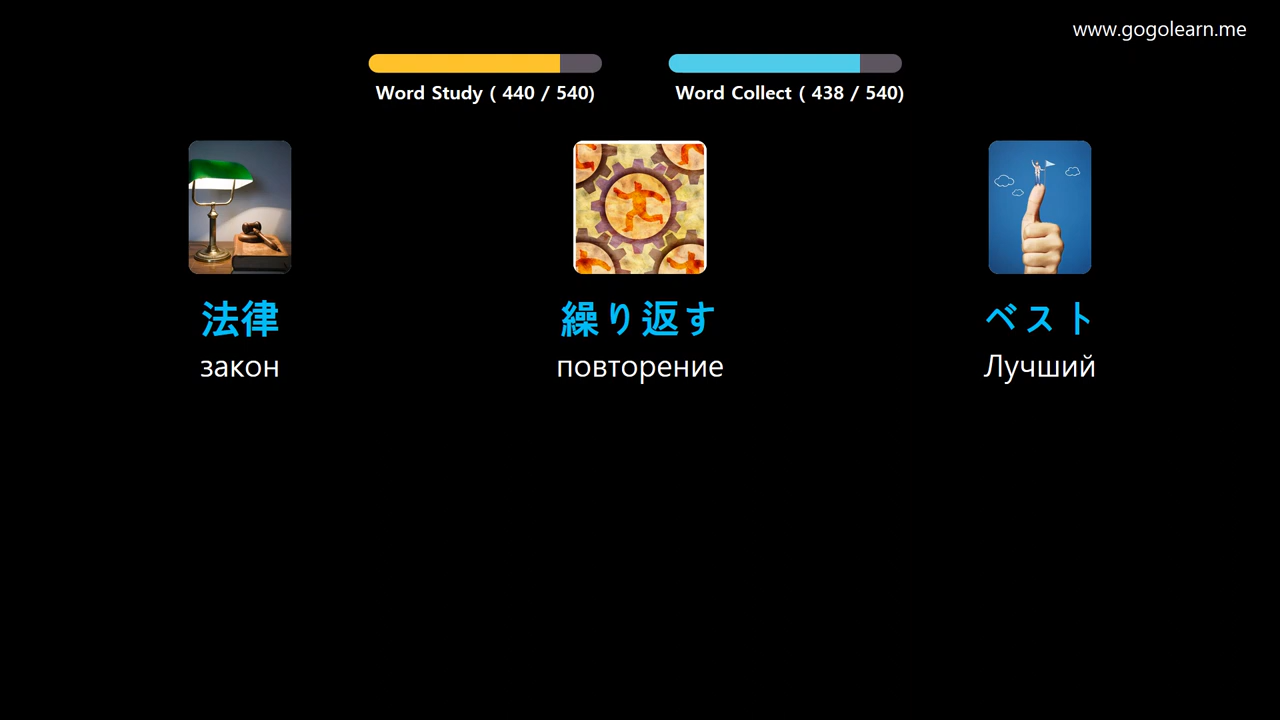 www.gogolearn.me
Word Study ( 440 / 540)
Word Collect ( 438 / 540)
法律
закон
繰り返す
повторение
ベスト
Лучший